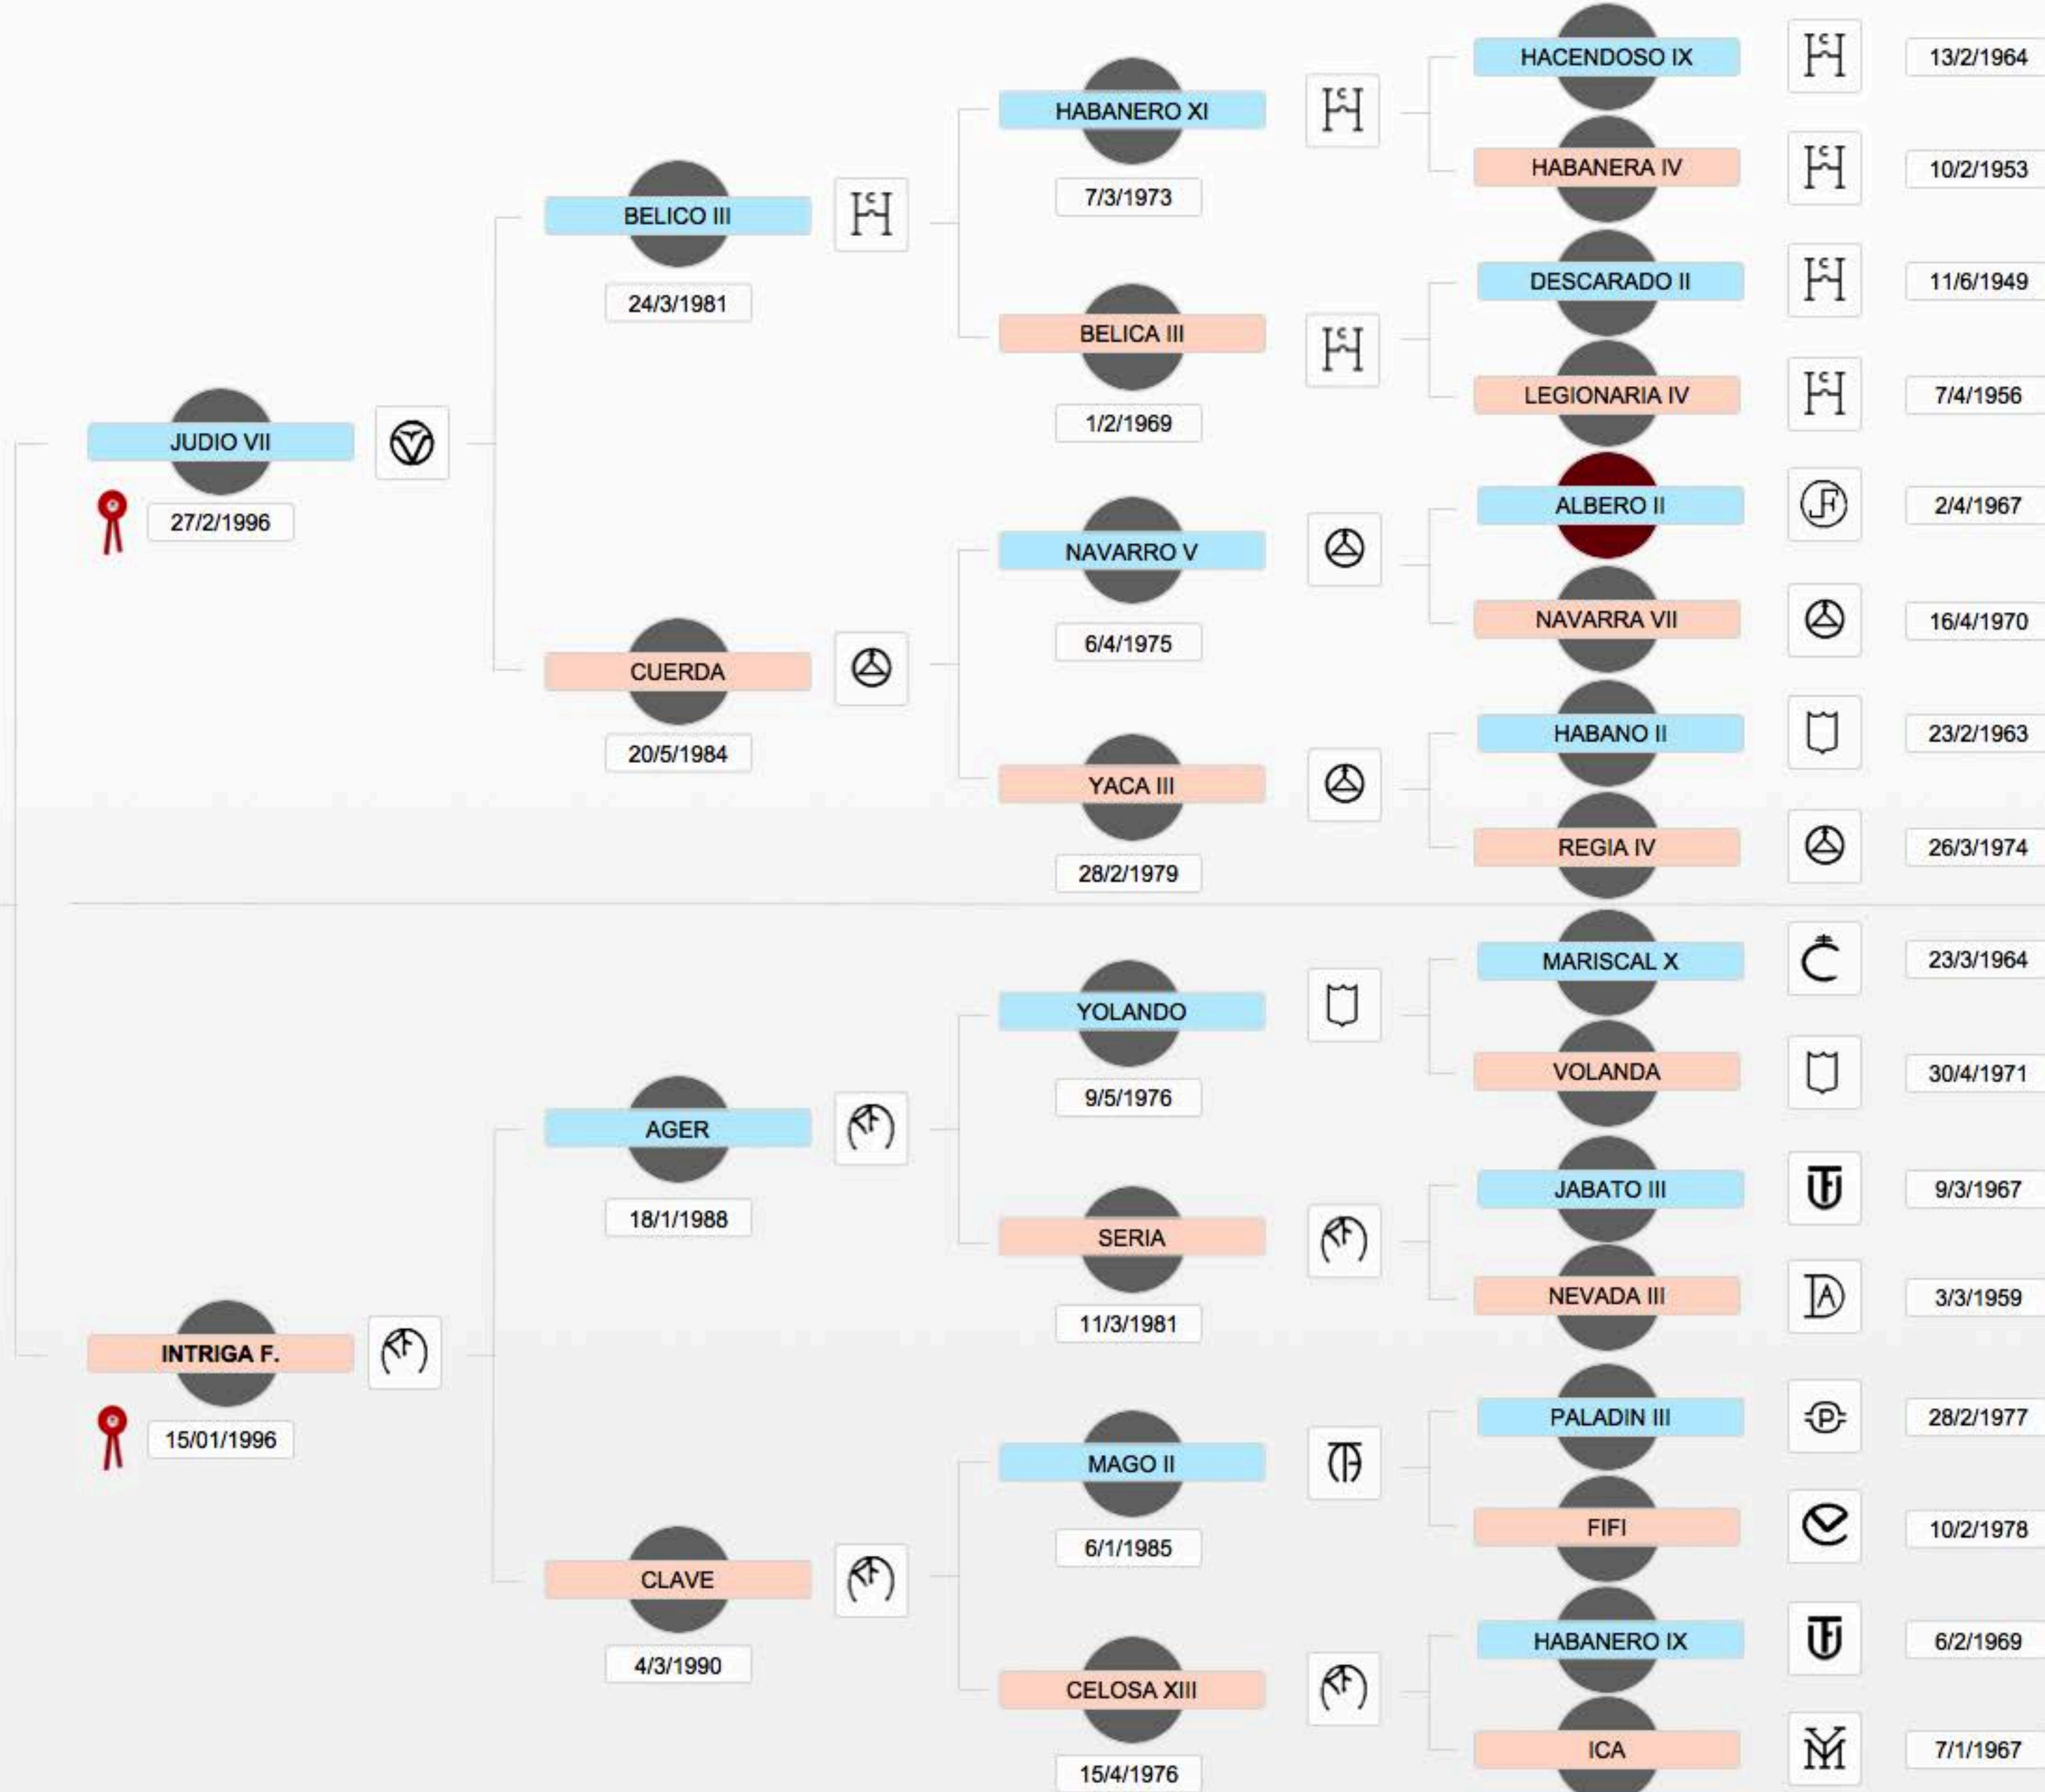 JUDIO VII
27/2/1996
BELICO III
24/3/1981
HABANERO XI
7/3/1973
HACENDOSO IX
13/2/1964
HABANERA IV
10/2/1953
BELICA III
1/2/1969
DESCARADO II
11/6/1949
LEGIONARIA IV
7/4/1956
CUERDA
20/5/1984
NAVARRO V
6/4/1975
ALBERO II
2/4/1967
NAVARRA VII
16/4/1970
YACA III
28/2/1979
HABANO II
23/2/1963
REGIA IV
26/3/1974
INTRIGA F.
15/01/1996
AGER
18/1/1988
YOLANDO
9/5/1976
MARISCAL X
23/3/1964
VOLANDA
30/4/1971
SERIA
11/3/1981
JABATO III
9/3/1967
NEVADA III
3/3/1959
CLAVE
4/3/1990
MAGO II
6/1/1985
PALADIN III
28/2/1977
FIFI
10/2/1978
CELOSA XIII
15/4/1976
HABANERO IX
6/2/1969
ICA
7/1/1967